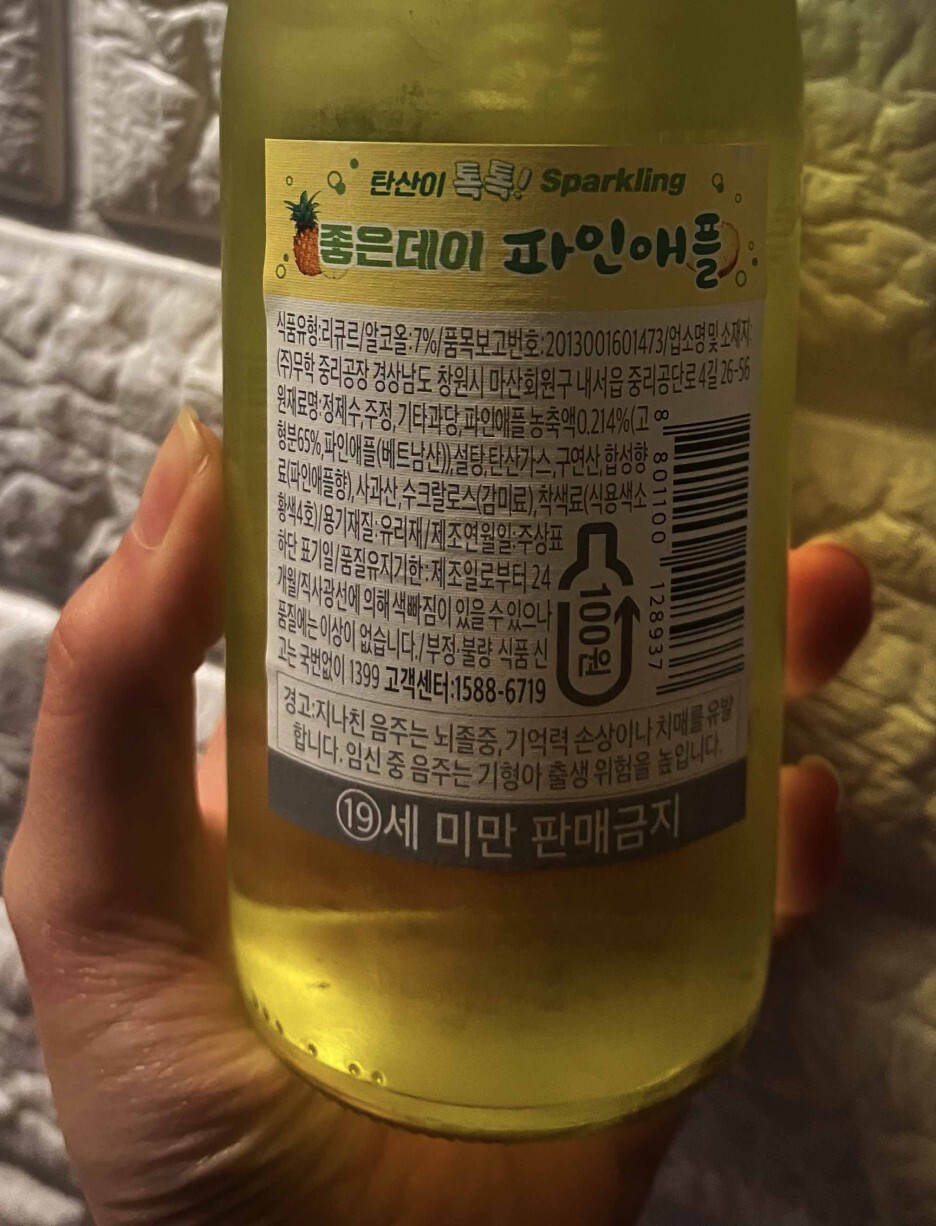 탄산이 톡톡! Sparkling
좋은데이 파인애플
식품유형:리큐르/알코올:7%/품목보고번호:2013001601473/업소명및소재지:
(주)무학 중리공장 경상남도 창원시 마산회원구 내서읍 중리공단로4길 26-56
원재료명:정제수,주정,기타과당,파인애플농축액0.214%(고
형분65%,파인애플(베트남산)),설탕,탄산가스,구연산,합성향
료(파인애플향),사과산,수크랄로스(감미료),착색료(식용색소
황색4호)/용기재질:유리재/제조연월일:주상표
하단 표기일/품질유지기한:제조일로부터 24
개월/직사광선에 의해 색빠짐이 있을 수 있으나
품질에는 이상이 없습니다./부정·불량 식품 신
고는 국번없이 1399 고객센터:1588-6719
100원
8 801100 128937
경고:지나친 음주는 뇌졸중,기억력 손상이나 치매를 유발
합니다. 임신 중 음주는 기형아 출생 위험을 높입니다.
19세 미만 판매금지